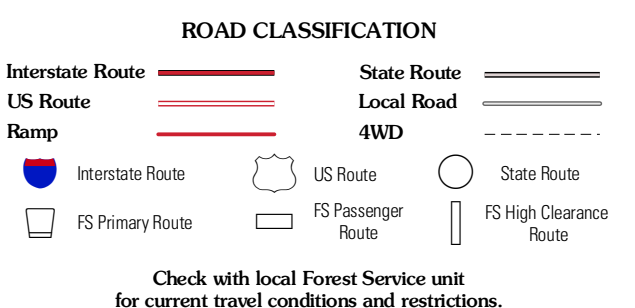 ROAD CLASSIFICATION
Interstate Route
State Route
US Route
Local Road
Ramp
4WD
Interstate Route
US Route
State Route
FS Primary Route
FS Passenger
Route
FS High Clearance
Route
Check with local Forest Service unit
for current travel conditions and restrictions.